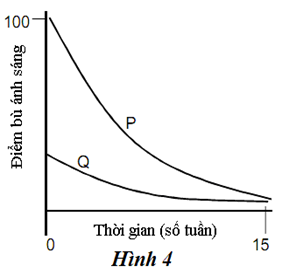 100
Điểm bù ánh sáng
P
Q
0
Thời gian (số tuần)
15
Hình 4